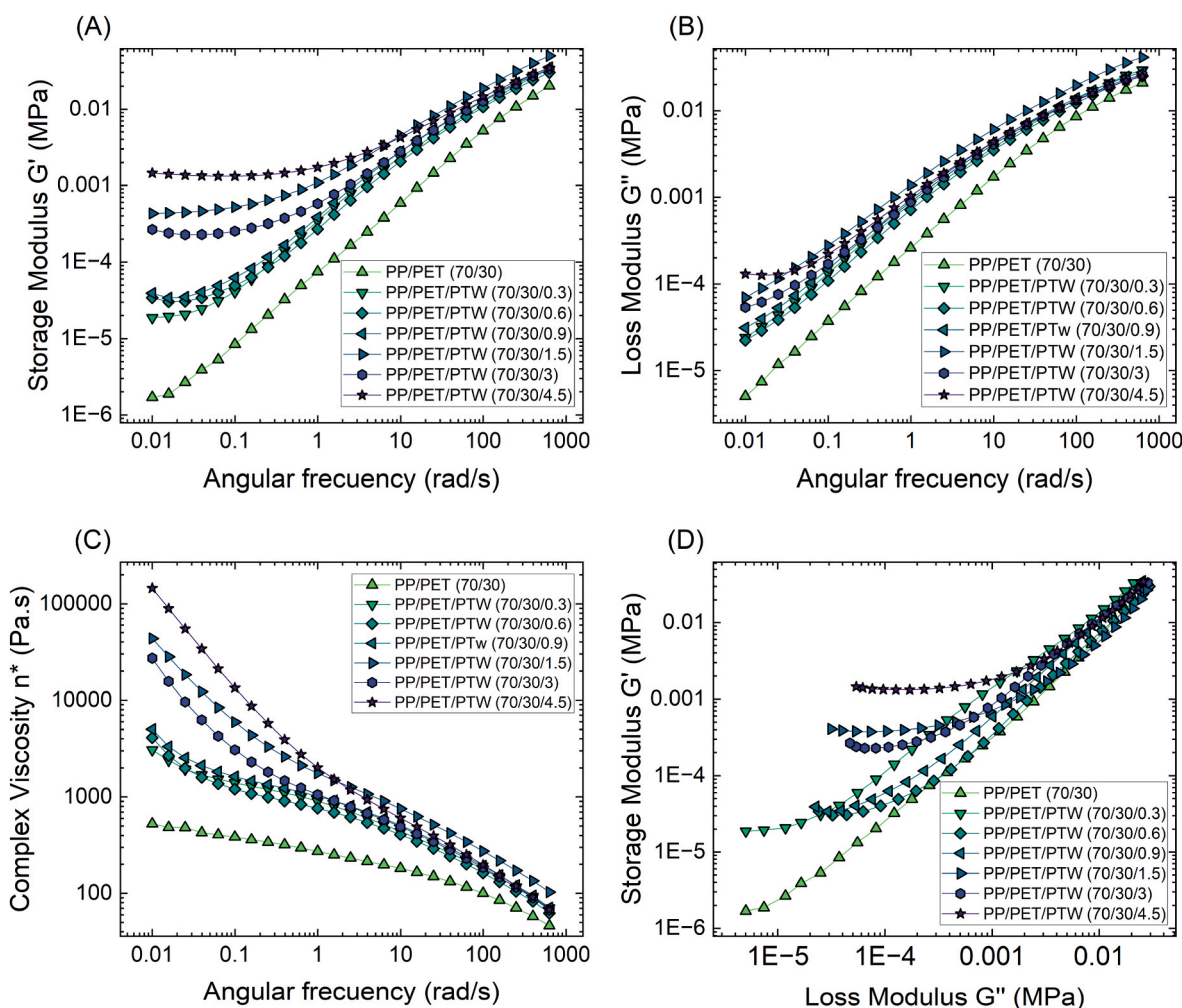 (A)
Storage Modulus G' (MPa)
0.01
0.001
1E-4
1E-5
1E-6
PP/PET (70/30)
PP/PET/PTW (70/30/0.3)
PP/PET/PTW (70/30/0.6)
PP/PET/PTw (70/30/0.9)
PP/PET/PTW (70/30/1.5)
PP/PET/PTW (70/30/3)
PP/PET/PTW (70/30/4.5)
0.01 0.1 1 10 100 1000
Angular frecuency (rad/s)
(B)
Loss Modulus G" (MPa)
0.01
0.001
1E-4
1E-5
PP/PET (70/30)
PP/PET/PTW (70/30/0.3)
PP/PET/PTW (70/30/0.6)
PP/PET/PTw (70/30/0.9)
PP/PET/PTW (70/30/1.5)
PP/PET/PTW (70/30/3)
PP/PET/PTW (70/30/4.5)
0.01 0.1 1 10 100 1000
Angular frecuency (rad/s)
(C)
Complex Viscosity n* (Pa.s)
100000
10000
1000
100
PP/PET (70/30)
PP/PET/PTW (70/30/0.3)
PP/PET/PTW (70/30/0.6)
PP/PET/PTw (70/30/0.9)
PP/PET/PTW (70/30/1.5)
PP/PET/PTW (70/30/3)
PP/PET/PTW (70/30/4.5)
0.01 0.1 1 10 100 1000
Angular frecuency (rad/s)
(D)
Storage Modulus G' (MPa)
0.01
0.001
1E-4
1E-5
1E-6
PP/PET (70/30)
PP/PET/PTW (70/30/0.3)
PP/PET/PTW (70/30/0.6)
PP/PET/PTW (70/30/0.9)
PP/PET/PTW (70/30/1.5)
PP/PET/PTW (70/30/3)
PP/PET/PTW (70/30/4.5)
1E−5 1E−4 0.001 0.01
Loss Modulus G" (MPa)